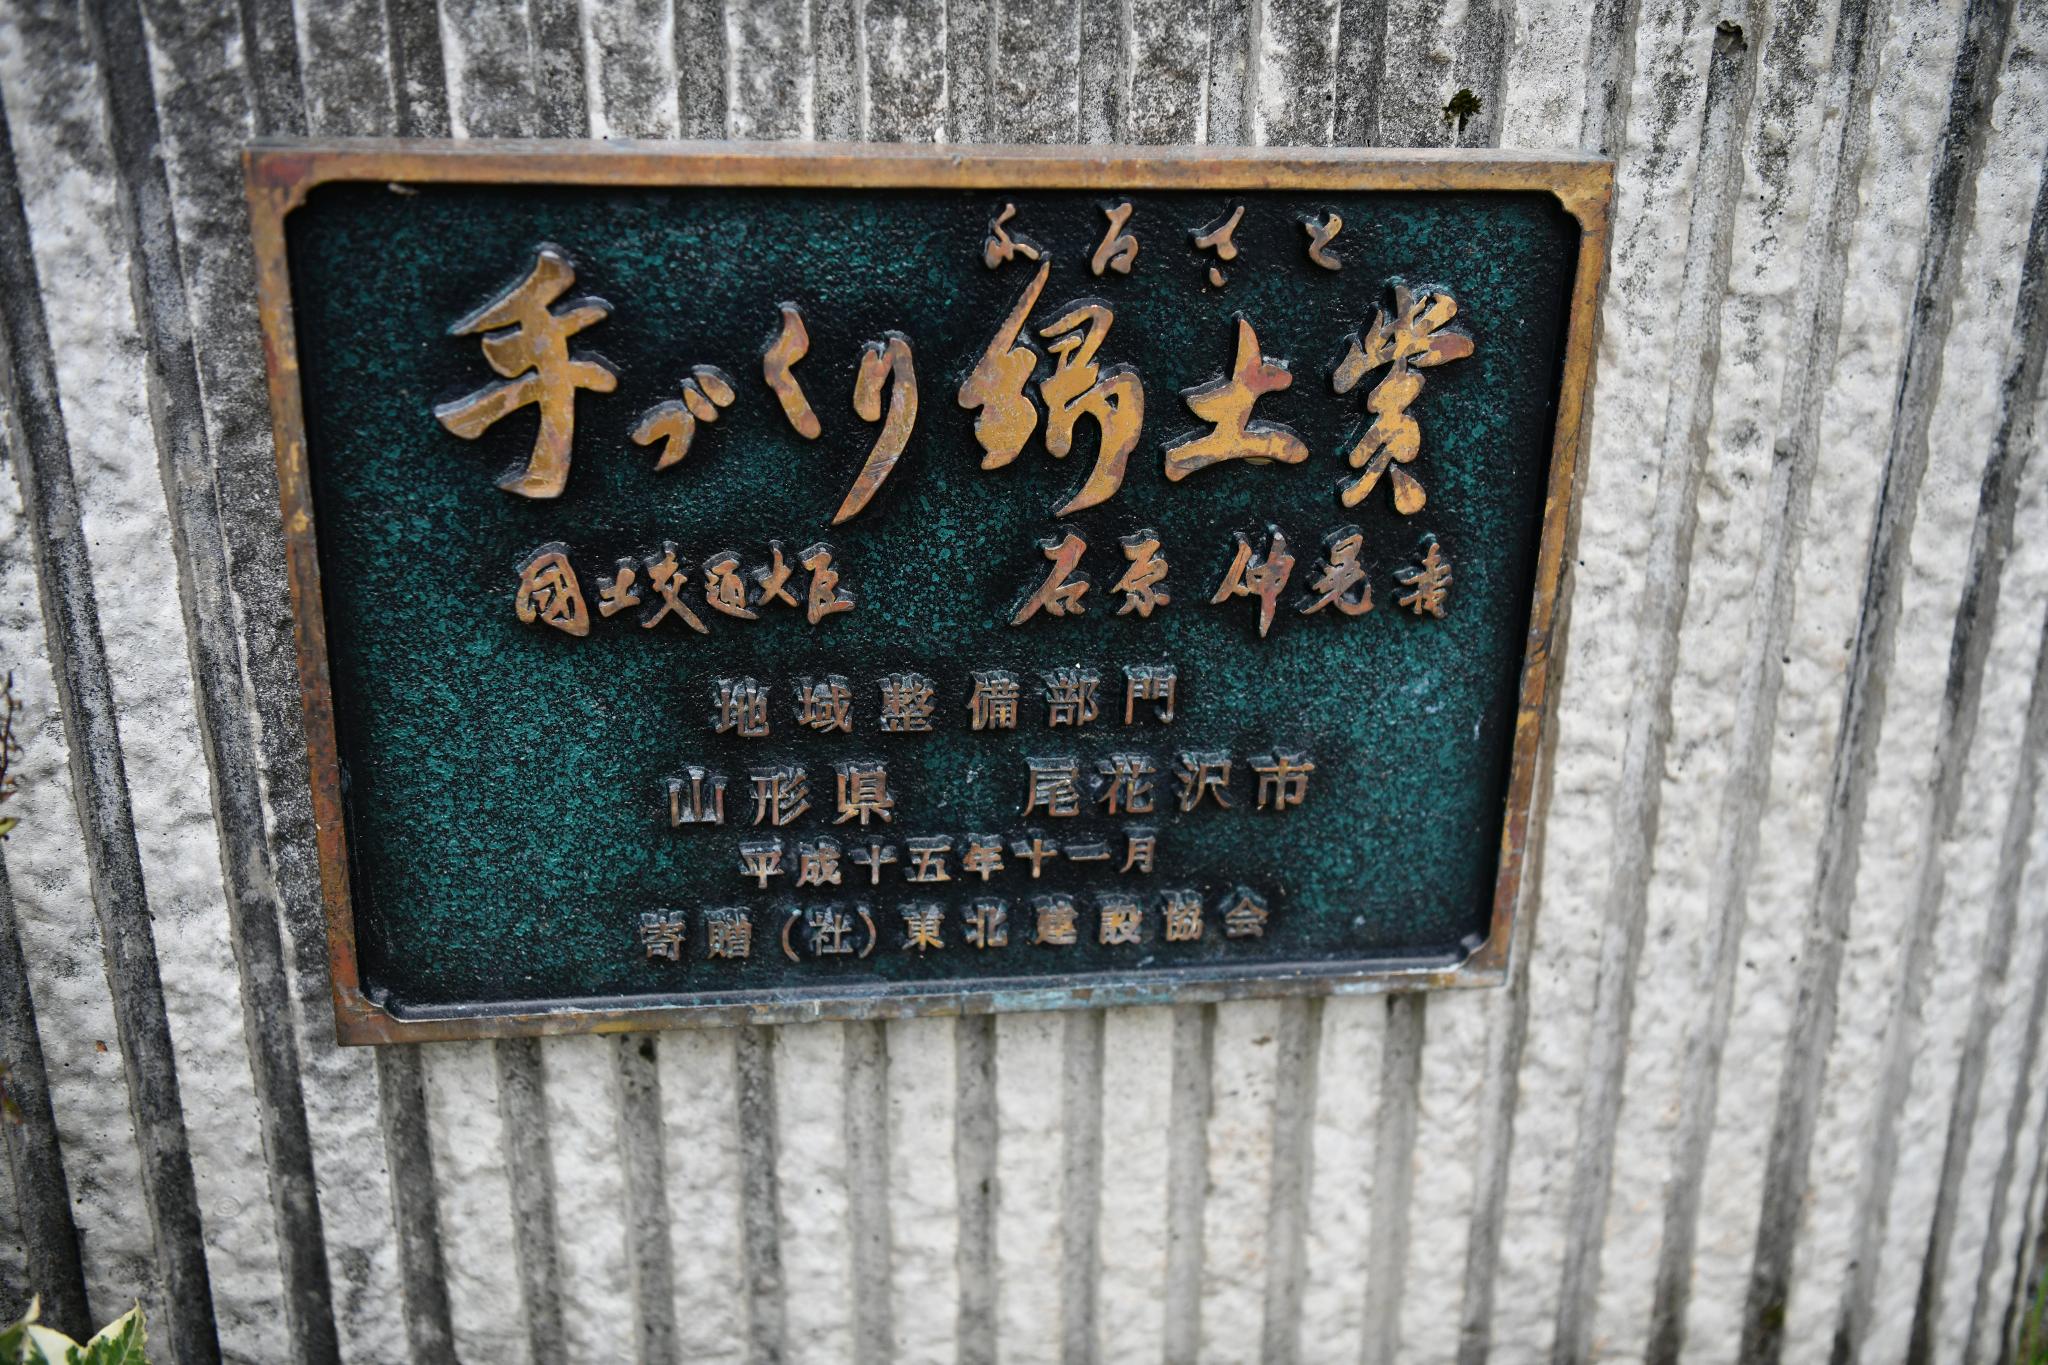 ふるさと
手づくり郷土賞
國土交通大臣 石原伸晃書
地域整備部門
山形県 尾花沢市
平成十五年十一月
寄贈(社)東北建設協会